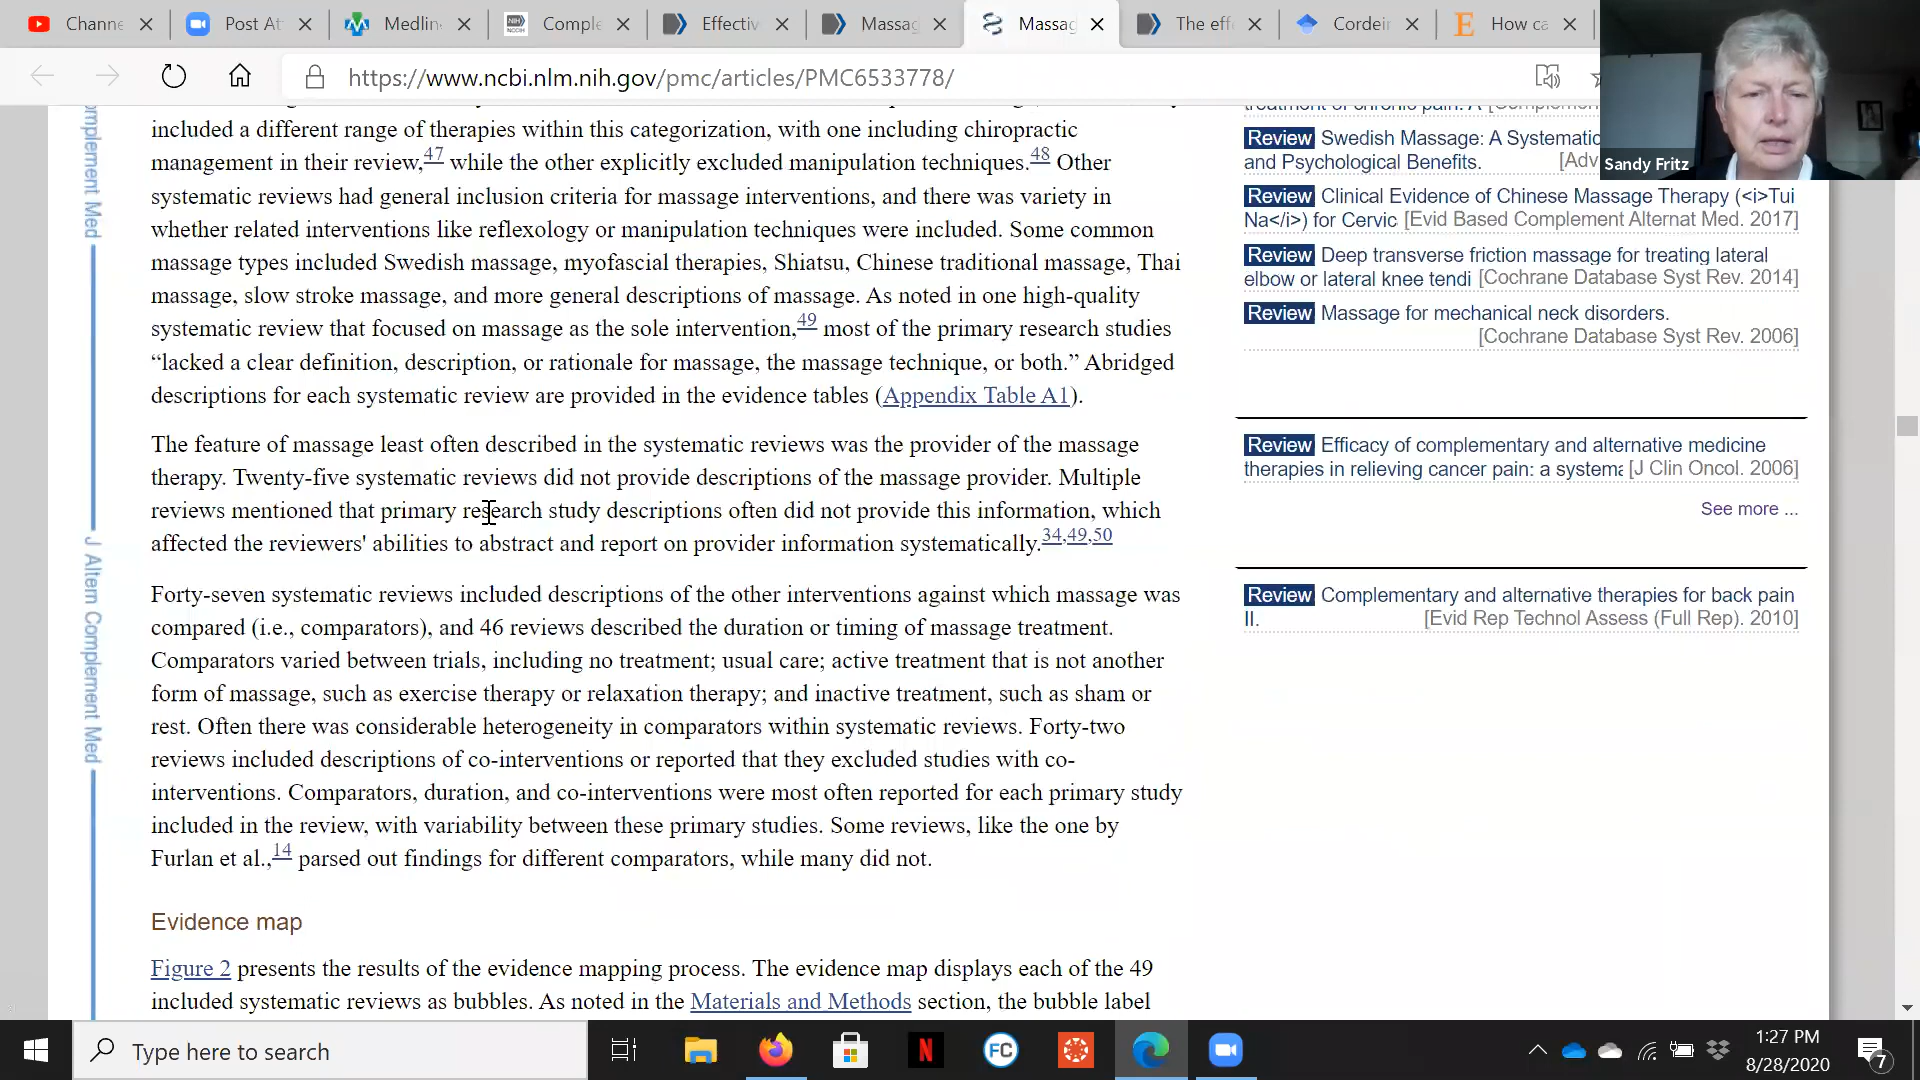 Channe
Post At
Medlin
Comple
Effectiv
Massag
Massag
The effe
Cordein
How ca
https://www.ncbi.nlm.nih.gov/pmc/articles/PMC6533778/
Sandy Fritz
omplement Med
J Altern Complement Med
included a different range of therapies within this categorization, with one including chiropractic
management in their review,47 while the other explicitly excluded manipulation techniques.48 Other
systematic reviews had general inclusion criteria for massage interventions, and there was variety in
whether related interventions like reflexology or manipulation techniques were included. Some common
massage types included Swedish massage, myofascial therapies, Shiatsu, Chinese traditional massage, Thai
massage, slow stroke massage, and more general descriptions of massage. As noted in one high-quality
systematic review that focused on massage as the sole intervention,49 most of the primary research studies
“lacked a clear definition, description, or rationale for massage, the massage technique, or both.” Abridged
descriptions for each systematic review are provided in the evidence tables (Appendix Table A1).
The feature of massage least often described in the systematic reviews was the provider of the massage
therapy. Twenty-five systematic reviews did not provide descriptions of the massage provider. Multiple
reviews mentioned that primary research study descriptions often did not provide this information, which
affected the reviewers' abilities to abstract and report on provider information systematically.34,49,50
Forty-seven systematic reviews included descriptions of the other interventions against which massage was
compared (i.e., comparators), and 46 reviews described the duration or timing of massage treatment.
Comparators varied between trials, including no treatment; usual care; active treatment that is not another
form of massage, such as exercise therapy or relaxation therapy; and inactive treatment, such as sham or
rest. Often there was considerable heterogeneity in comparators within systematic reviews. Forty-two
reviews included descriptions of co-interventions or reported that they excluded studies with co-
interventions. Comparators, duration, and co-interventions were most often reported for each primary study
included in the review, with variability between these primary studies. Some reviews, like the one by
Furlan et al.,14 parsed out findings for different comparators, while many did not.
Evidence map
Figure 2 presents the results of the evidence mapping process. The evidence map displays each of the 49
included systematic reviews as bubbles. As noted in the Materials and Methods section, the bubble label
treatment of chronic pain: A [Complemen
Review Swedish Massage: A Systematic
and Psychological Benefits. [Adv
Review Clinical Evidence of Chinese Massage Therapy (<i>Tui
Na</i>) for Cervic [Evid Based Complement Alternat Med. 2017]
Review Deep transverse friction massage for treating lateral
elbow or lateral knee tendi [Cochrane Database Syst Rev. 2014]
Review Massage for mechanical neck disorders.
[Cochrane Database Syst Rev. 2006]
Review Efficacy of complementary and alternative medicine
therapies in relieving cancer pain: a systema [J Clin Oncol. 2006]
See more ...
Review Complementary and alternative therapies for back pain
II. [Evid Rep Technol Assess (Full Rep). 2010]
Type here to search
N
FC
1:27 PM
8/28/2020
7